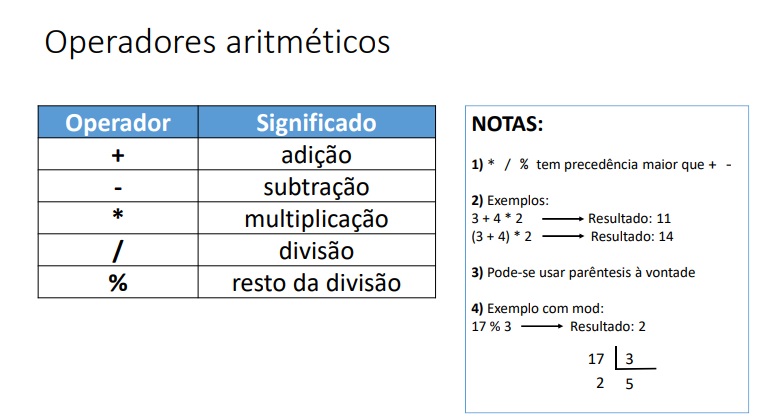 Operadores aritméticos
Operador Significado
+ adição
- subtração
* multiplicação
/ divisão
% resto da divisão
NOTAS:
1) * / % tem precedência maior que + -
2) Exemplos:
3 + 4 * 2 Resultado: 11
(3 + 4) * 2 Resultado: 14
3) Pode-se usar parêntesis à vontade
4) Exemplo com mod:
17 % 3 Resultado: 2
17 3
2 5